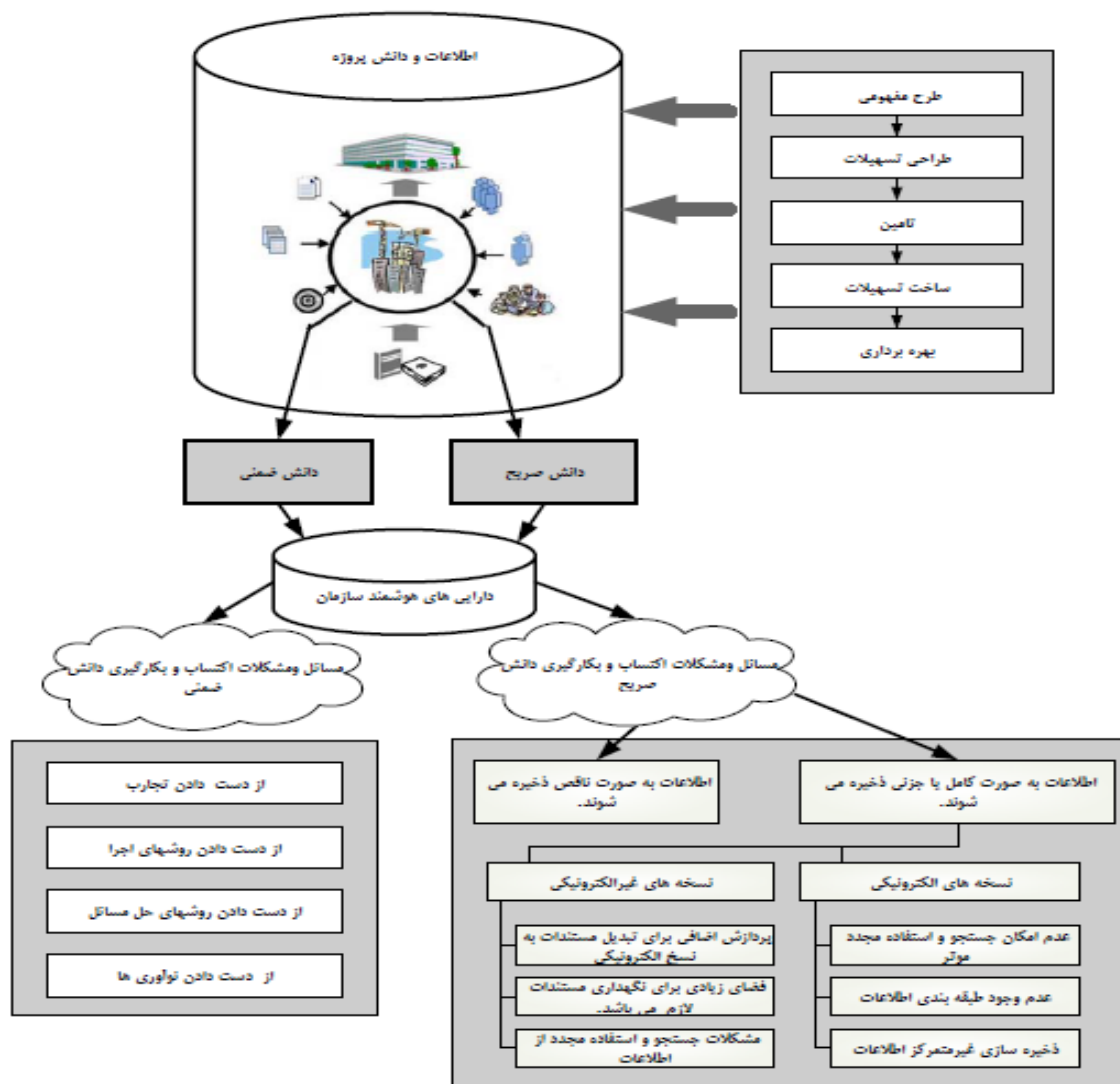 اطلاعات و دانش پروژه
طرح مفهومی
طراحی تسهیلات
تامین
ساخت تسهیلات
بهره برداری
دانش صریح
دانش ضمنی
دارایی های هوشمند سازمان
مسائل ومشکلات اکتساب و بکارگیری دانش
صریح
مسائل ومشکلات اکتساب و بکارگیری دانش
ضمنی
اطلاعات به صورت کامل یا جزئی ذخیره می
شوند.
اطلاعات به صورت ناقص ذخیره می
شوند.
نسخه های الکترونیکی
عدم امکان جستجو و استفاده مجدد
موثر
عدم وجود طبقه بندی اطلاعات
ذخیره سازی غیرمتمرکز اطلاعات
نسخه های غیرالکترونیکی
پردازش اضافی برای تبدیل مستندات به
نسخ الکترونیکی
فضای زیادی برای نگهداری مستندات
لازم می باشد.
مشکلات جستجو و استفاده مجدد از
اطلاعات
از دست دادن تجارب
از دست دادن روشهای اجرا
از دست دادن روشهای حل مسائل
از دست دادن نوآوری ها